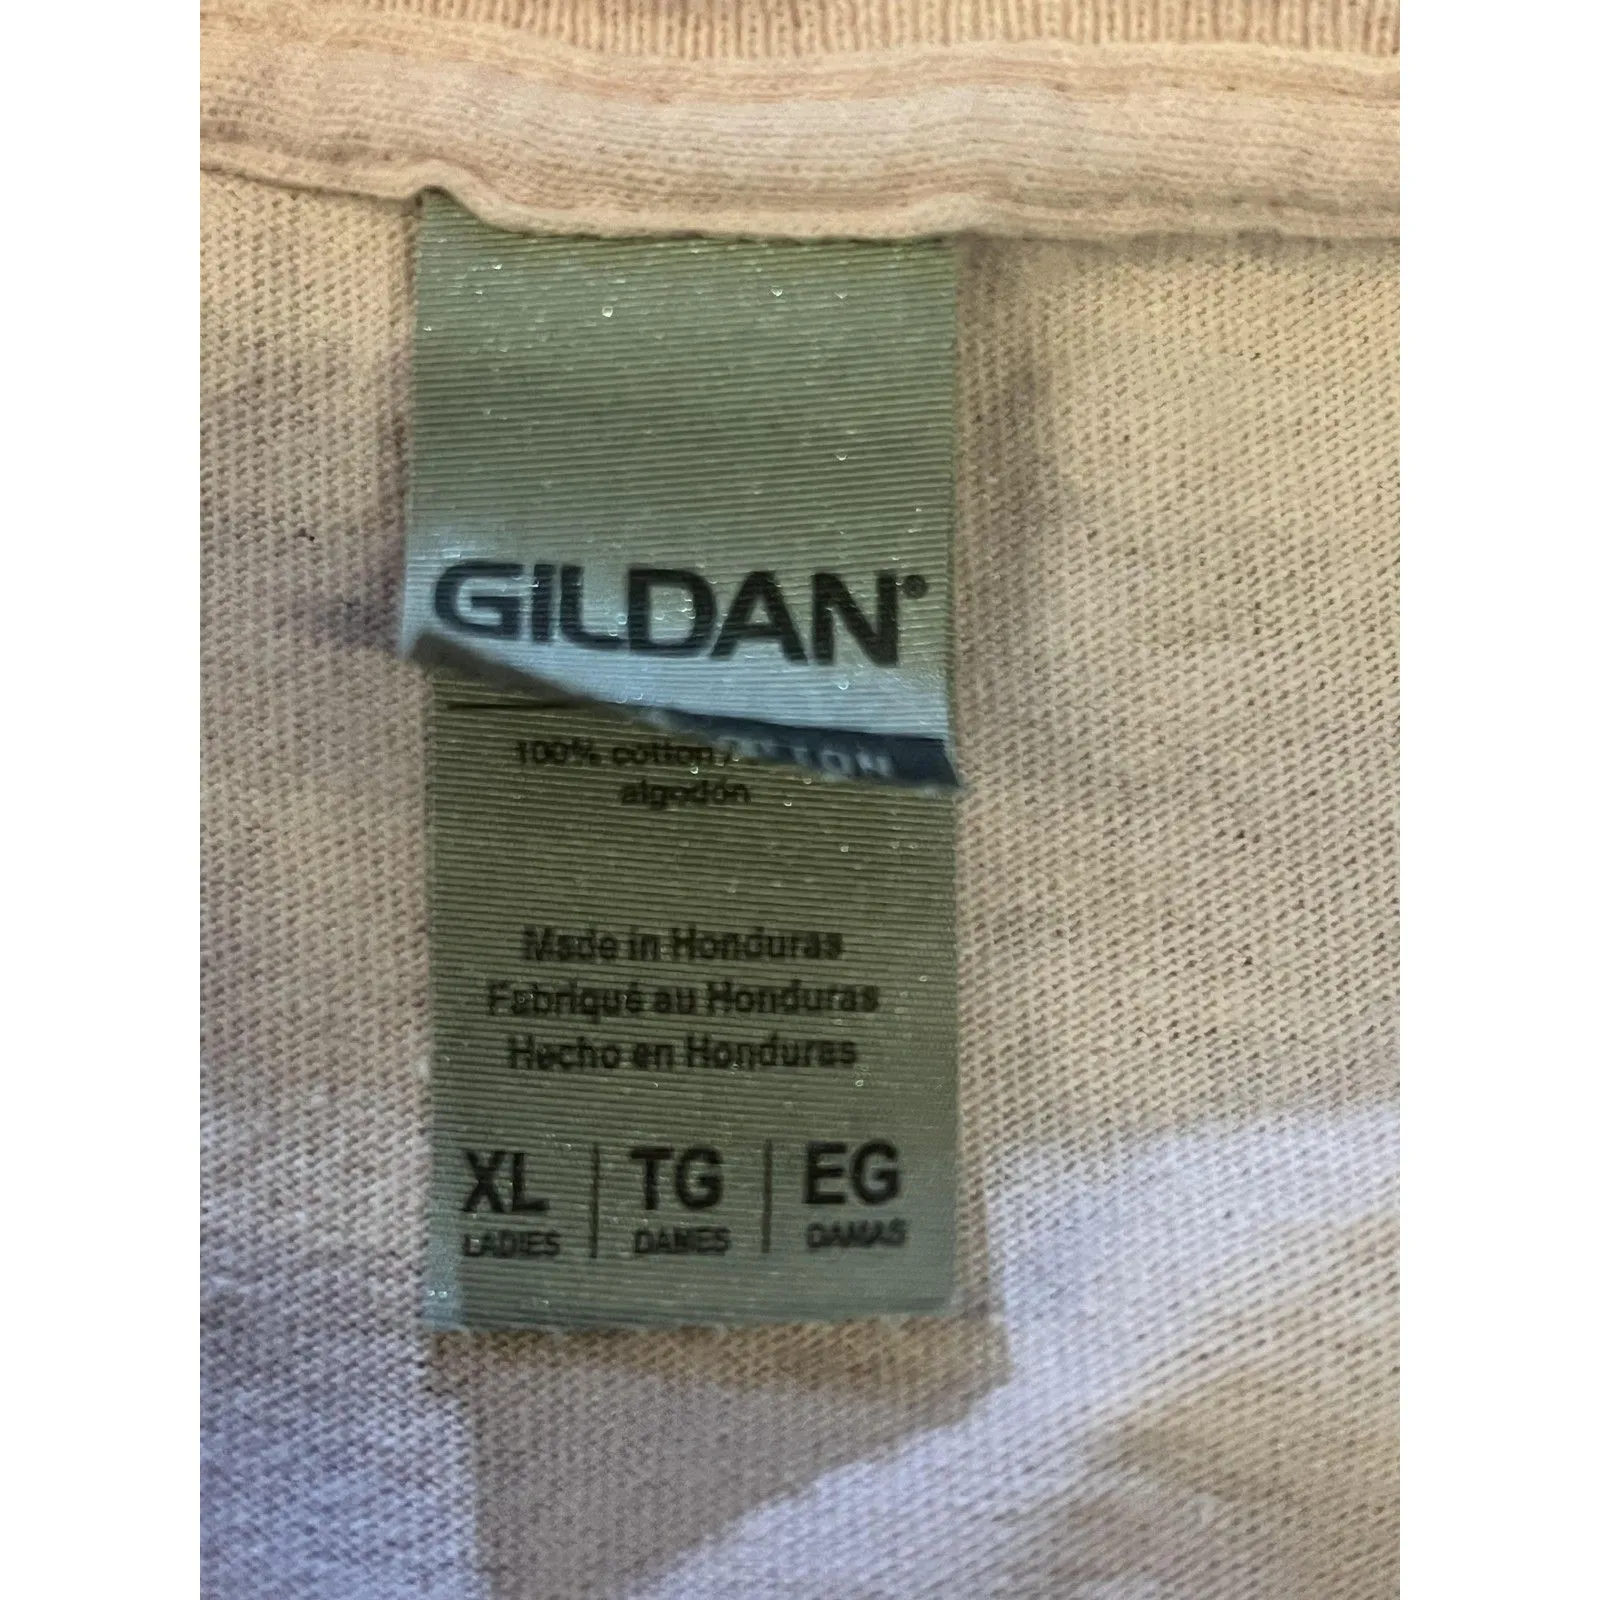 GILDAN®
100% cotton /
algodón
Made in Honduras
Fabriqué au Honduras
Hecho en Honduras
XL | TG | EG
LADIES | DAMES | DAMAS